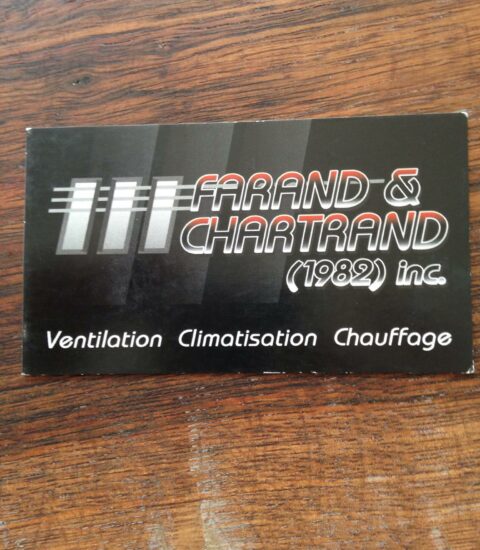 FARAND &
CHARTRAND
(1982) inc.
Ventilation Climatisation Chauffage